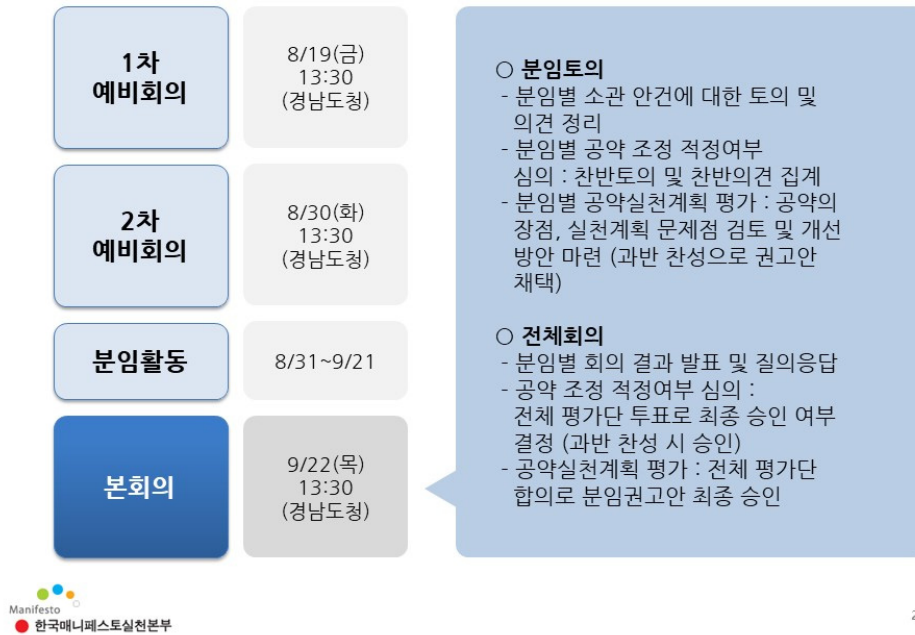 1차
예비회의
8/19(금)
13:30
(경남도청)
2차
예비회의
8/30(화)
13:30
(경남도청)
분임활동
8/31~9/21
본회의
9/22(목)
13:30
(경남도청)
○ 분임토의
- 분임별 소관 안건에 대한 토의 및
의견 정리
- 분임별 공약 조정 적정여부
심의 : 찬반토의 및 찬반의견 집계
- 분임별 공약실천계획 평가 : 공약의
장점, 실천계획 문제점 검토 및 개선
방안 마련 (과반 찬성으로 권고안
채택)
○ 전체회의
- 분임별 회의 결과 발표 및 질의응답
- 공약 조정 적정여부 심의 :
전체 평가단 투표로 최종 승인 여부
결정 (과반 찬성 시 승인)
- 공약실천계획 평가 : 전체 평가단
합의로 분임권고안 최종 승인
Manifesto
한국매니페스토실천본부